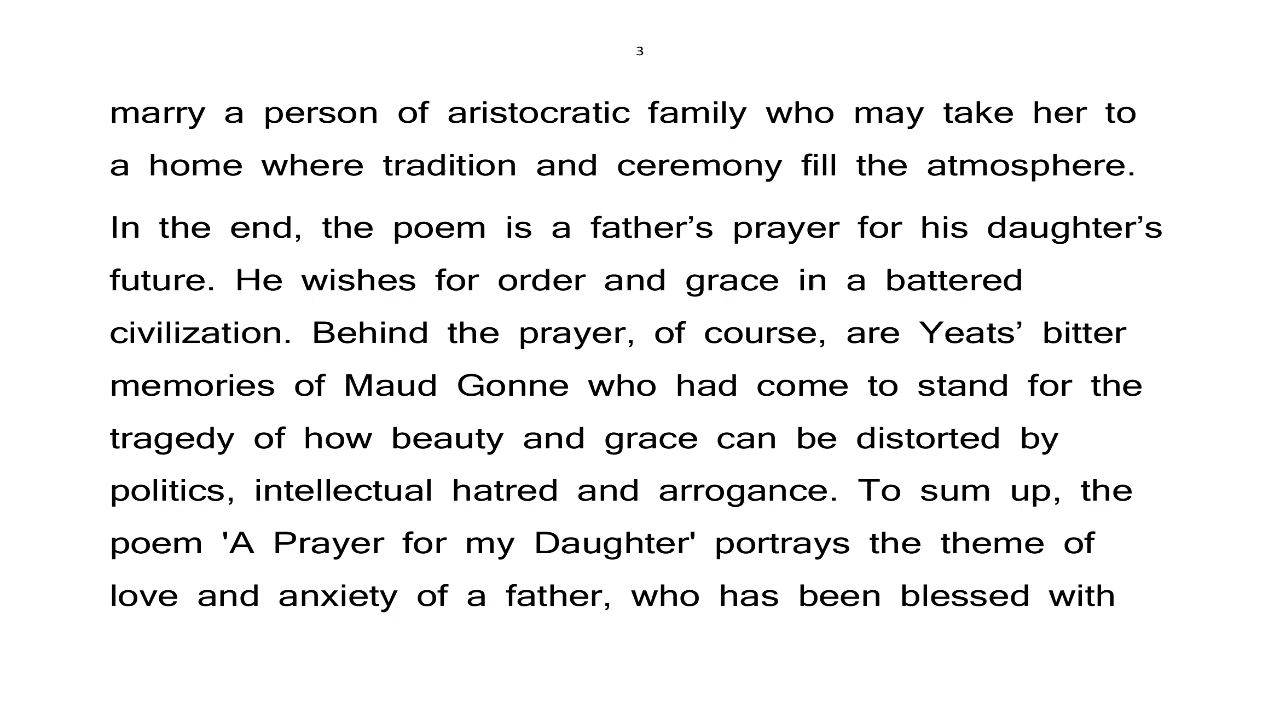 3
marry a person of aristocratic family who may take her to
a home where tradition and ceremony fill the atmosphere.
In the end, the poem is a father’s prayer for his daughter’s
future. He wishes for order and grace in a battered
civilization. Behind the prayer, of course, are Yeats’ bitter
memories of Maud Gonne who had come to stand for the
tragedy of how beauty and grace can be distorted by
politics, intellectual hatred and arrogance. To sum up, the
poem 'A Prayer for my Daughter' portrays the theme of
love and anxiety of a father, who has been blessed with